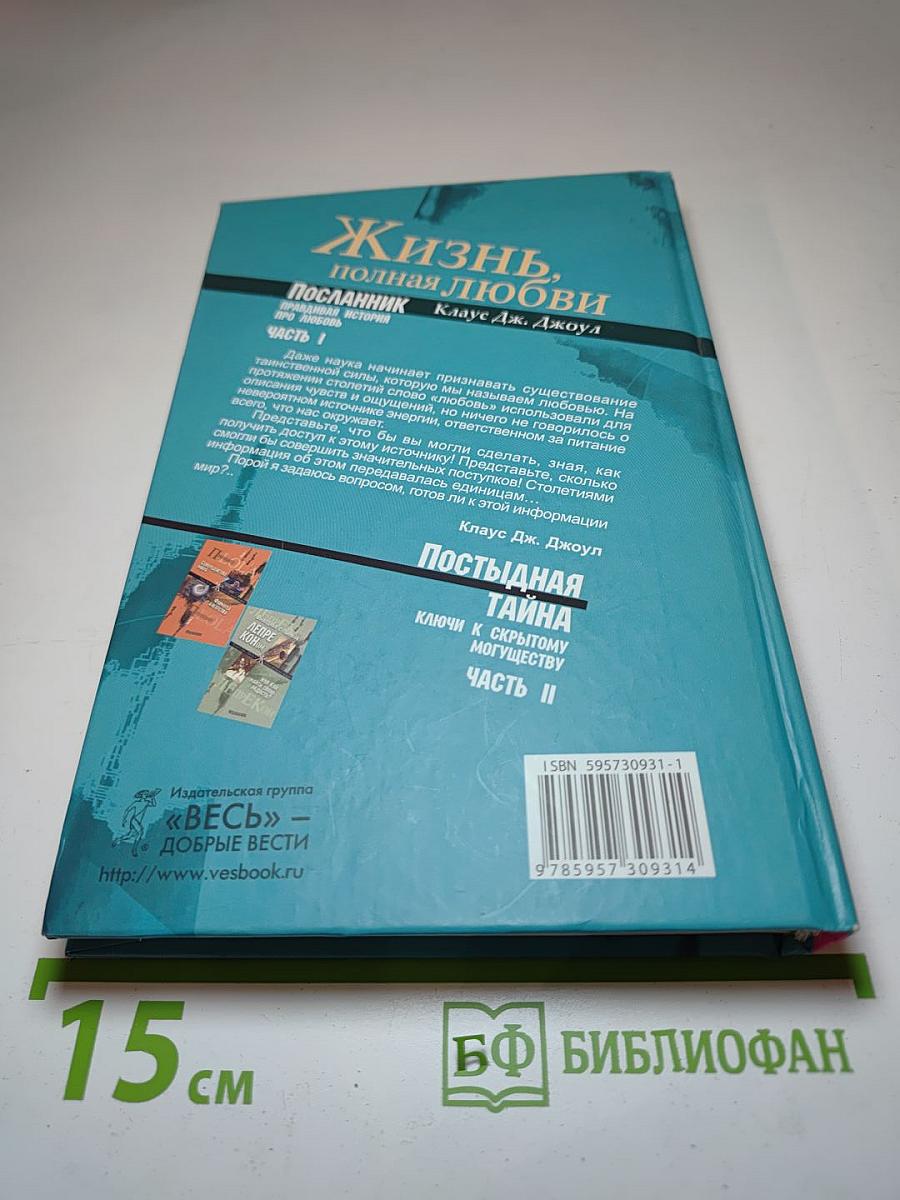 Жизнь,
полная любви
Клаус Дж. Джоул
Посланник
правдивая история
про любовь
часть I
Даже наука начинает признавать существование
таинственной силы, которую мы называем любовью. На
протяжении столетий слово «любовь» использовали для
описания чувств и ощущений, но ничего не говорилось о
невероятном источнике энергии, ответственном за питание
всего, что нас окружает.
Представьте, что бы вы могли сделать, зная, как
получить доступ к этому источнику! Представьте, сколько
смогли бы совершить значительных поступков! Столетиями
информация об этом передавалась единицам...
Порой я задаюсь вопросом, готов ли к этой информации
мир?..
Клаус Дж. Джоул
Постыдная
тайна
ключи к скрытому
могуществу
часть II
ЛЕПРЕ
КОН
ISBN 595730931-1
9785957309314
Издательская группа
«ВЕСЬ» –
ДОБРЫЕ ВЕСТИ
http://www.vesbook.ru
15 см
БФ БИБЛИОФАН